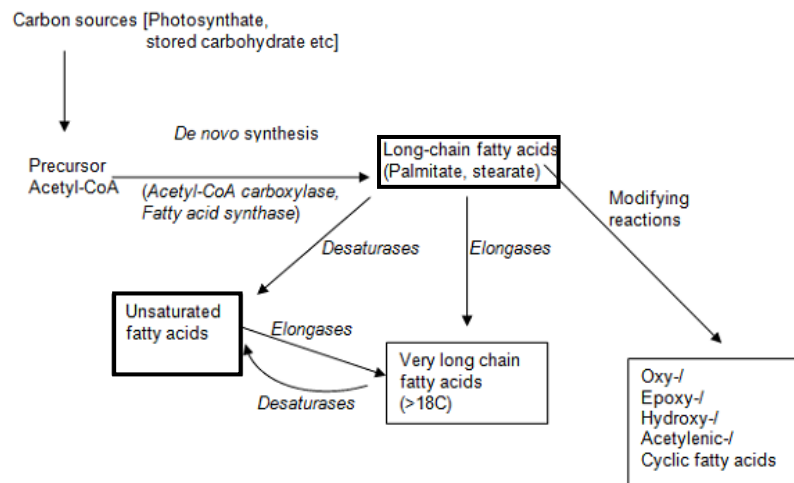 Carbon sources [Photosynthate,
stored carbohydrate etc]
De novo synthesis
Precursor
Acetyl-CoA
(Acetyl-CoA carboxylase,
Fatty acid synthase)
Long-chain fatty acids
(Palmitate, stearate)
Modifying
reactions
Desaturases
Elongases
Unsaturated
fatty acids
Elongases
Desaturases
Very long chain
fatty acids
(>18C)
Oxy-/
Epoxy-/
Hydroxy-/
Acetylenic-/
Cyclic fatty acids